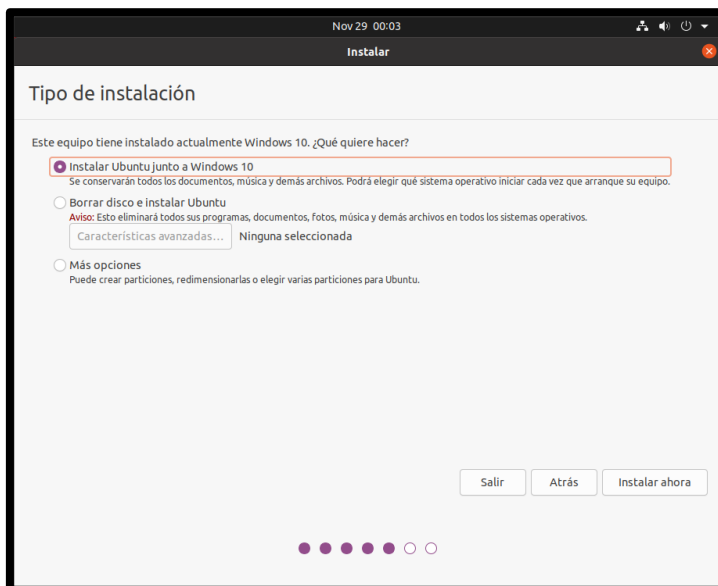 Nov 29 00:03
Instalar
Tipo de instalación
Este equipo tiene instalado actualmente Windows 10. ¿Qué quiere hacer?
Instalar Ubuntu junto a Windows 10
Se conservarán todos los documentos, música y demás archivos. Podrá elegir qué sistema operativo iniciar cada vez que arranque su equipo.
Borrar disco e instalar Ubuntu
Aviso: Esto eliminará todos sus programas, documentos, fotos, música y demás archivos en todos los sistemas operativos.
Características avanzadas... Ninguna seleccionada
Más opciones
Puede crear particiones, redimensionarlas o elegir varias particiones para Ubuntu.
Salir Atrás Instalar ahora